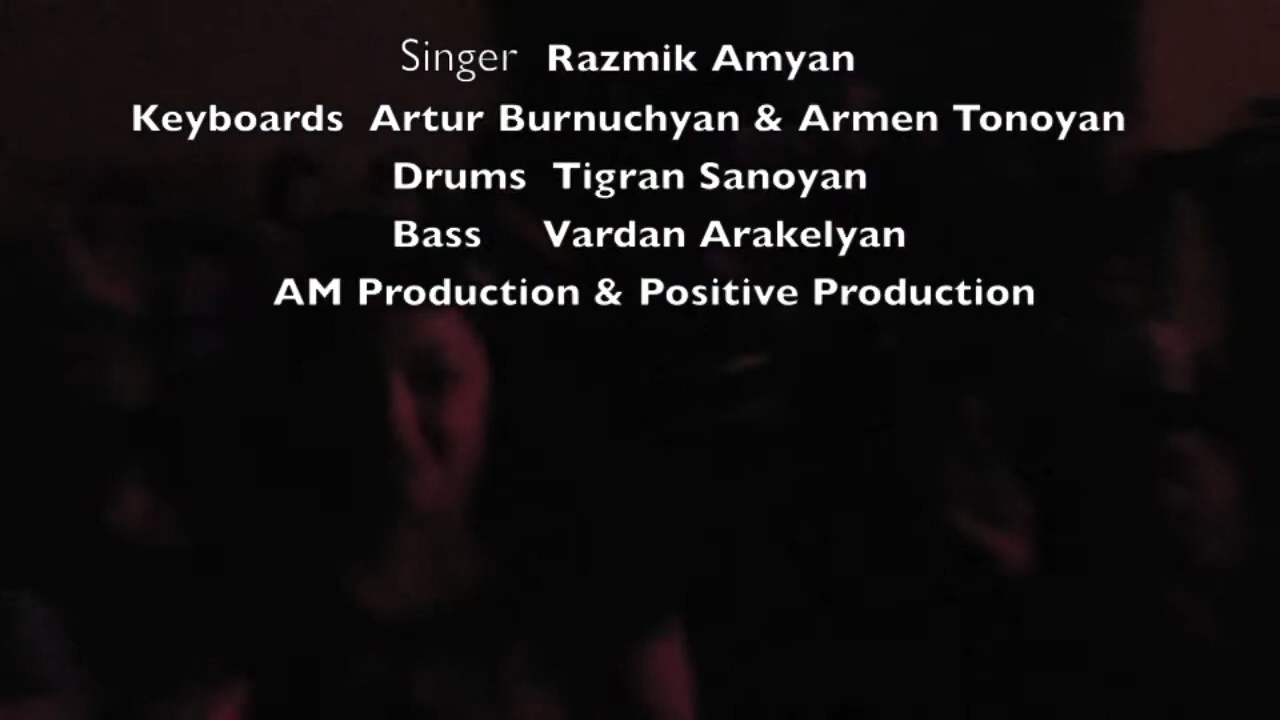 Singer Razmik Amyan
Keyboards Artur Burnuchyan & Armen Tonoyan
Drums Tigran Sanoyan
Bass Vardan Arakelyan
AM Production & Positive Production